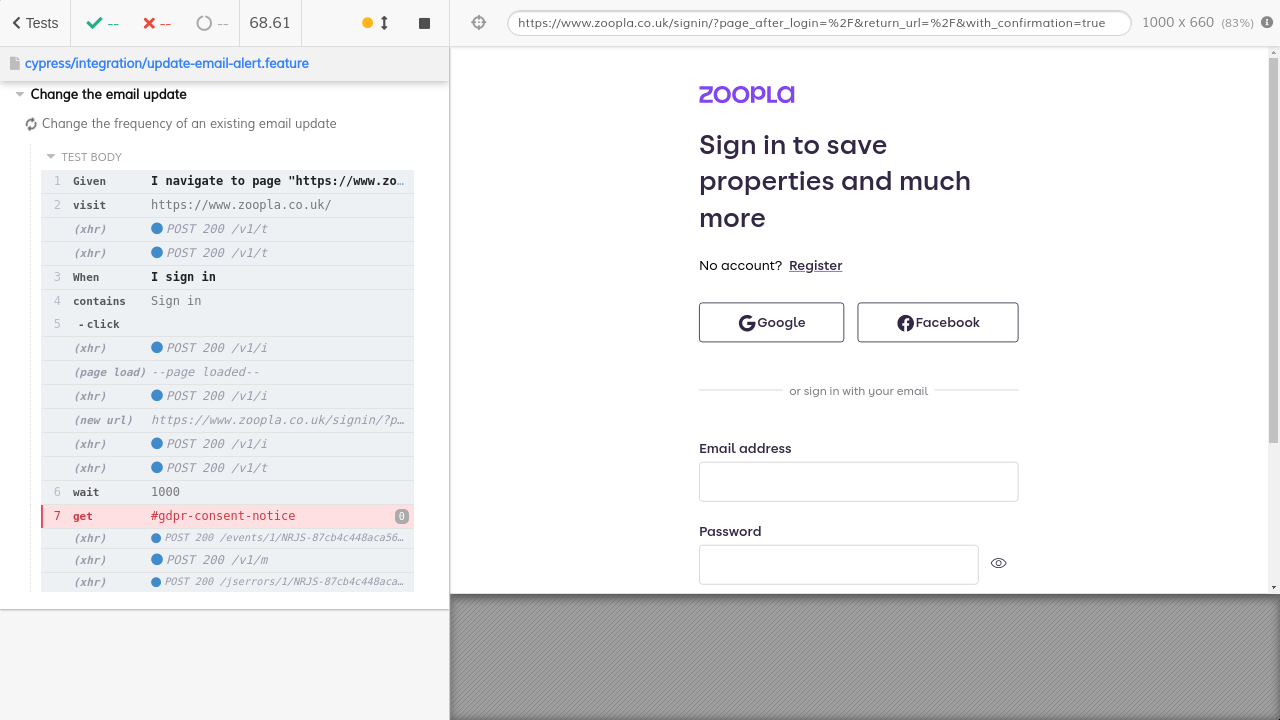 Tests -- -- -- 68.61
https://www.zoopla.co.uk/signin/?page_after_login=%2F&return_url=%2F&with_confirmation=true 1000 x 660 (83%)
cypress/integration/update-email-alert.feature
Change the email update
Change the frequency of an existing email update
TEST BODY
1 Given I navigate to page "https://www.zo…
2 visit https://www.zoopla.co.uk/
(xhr) POST 200 /v1/t
(xhr) POST 200 /v1/t
3 When I sign in
4 contains Sign in
5 - click
(xhr) POST 200 /v1/i
(page load) --page loaded--
(xhr) POST 200 /v1/i
(new url) https://www.zoopla.co.uk/signin/?p…
(xhr) POST 200 /v1/i
(xhr) POST 200 /v1/t
6 wait 1000
7 get #gdpr-consent-notice 0
(xhr) POST 200 /events/1/NRJS-87cb4c448aca56…
(xhr) POST 200 /v1/m
(xhr) POST 200 /jserrors/1/NRJS-87cb4c448aca…
zoopla
Sign in to save
properties and much
more
No account? Register
Google Facebook
or sign in with your email
Email address
Password